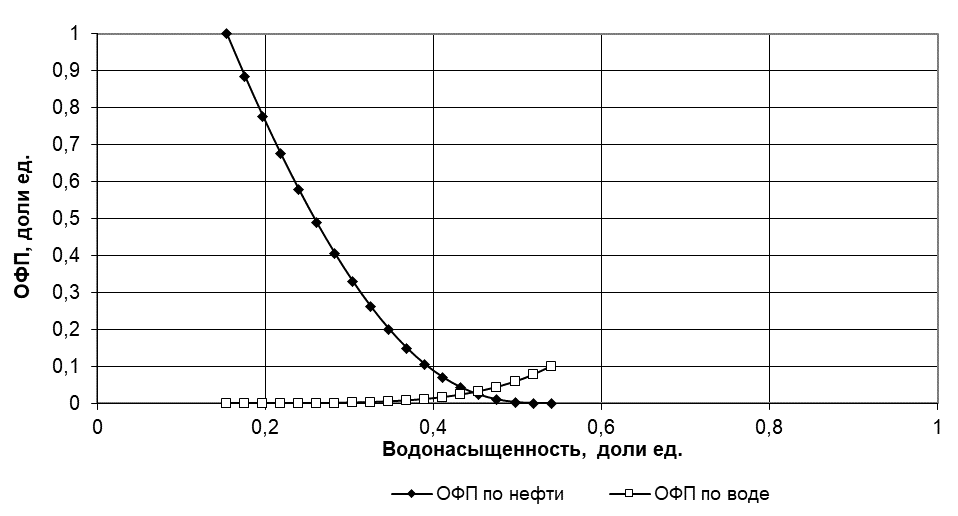 1
0,9
0,8
0,7
0,6
0,5
0,4
0,3
0,2
0,1
0
ОФП, доли ед.
0 0,2 0,4 0,6 0,8 1
Водонасыщенность, доли ед.
ОФП по нефти ОФП по воде